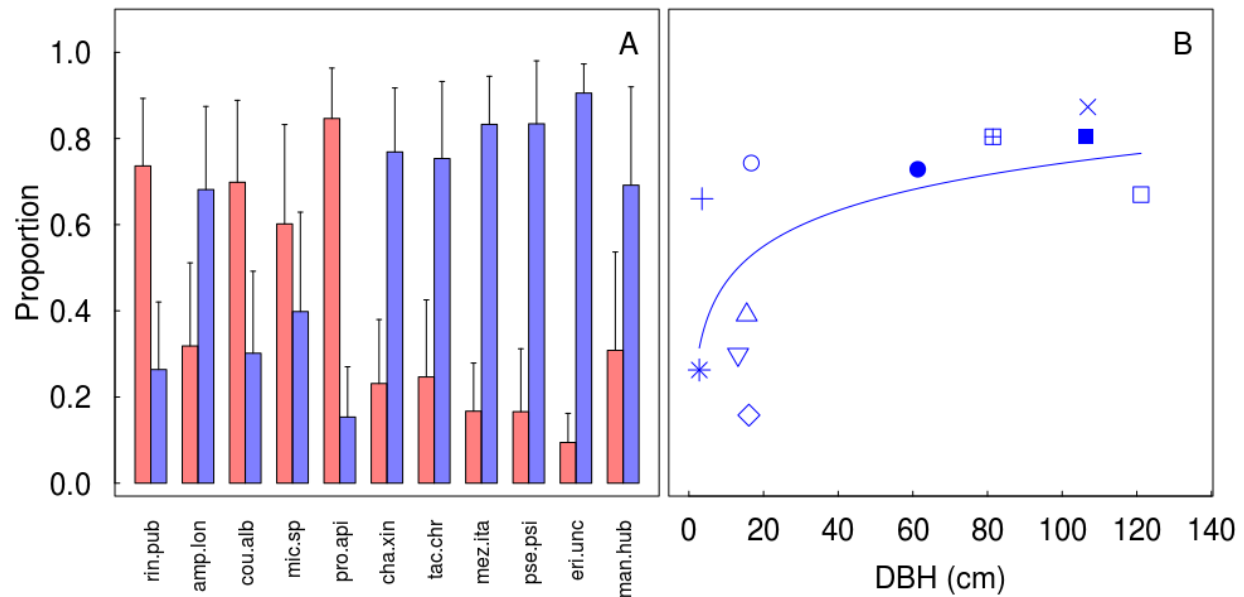 A
B
Proportion
1.0
0.8
0.6
0.4
0.2
0.0
rin.pub
amp.lon
cou.alb
mic.sp
pro.api
cha.xin
tac.chr
mez.ita
pse.psi
eri.unc
man.hub
0 20 40 60 80 100 120 140
DBH (cm)